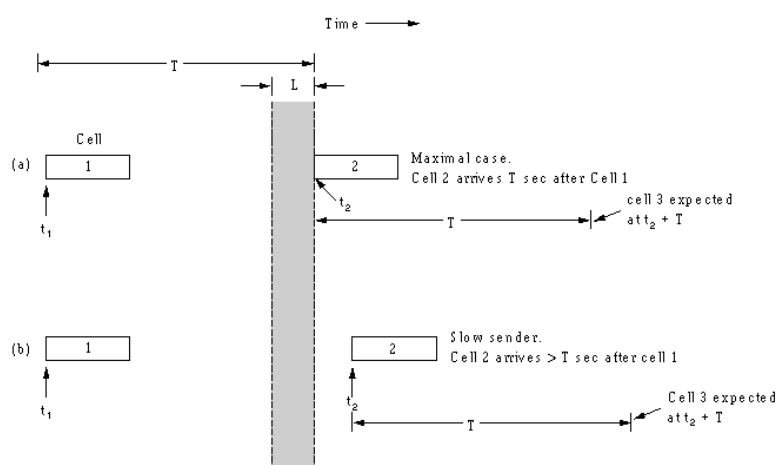 Time
T
L
Cell
(a)
1
2
Maximal case.
Cell 2 arrives T sec after Cell 1
t₁
t₂
T
cell 3 expected
at t₂ + T
(b)
1
2
Slow sender.
Cell 2 arrives > T sec after cell 1
t₁
t₂
T
Cell 3 expected
at t₂ + T